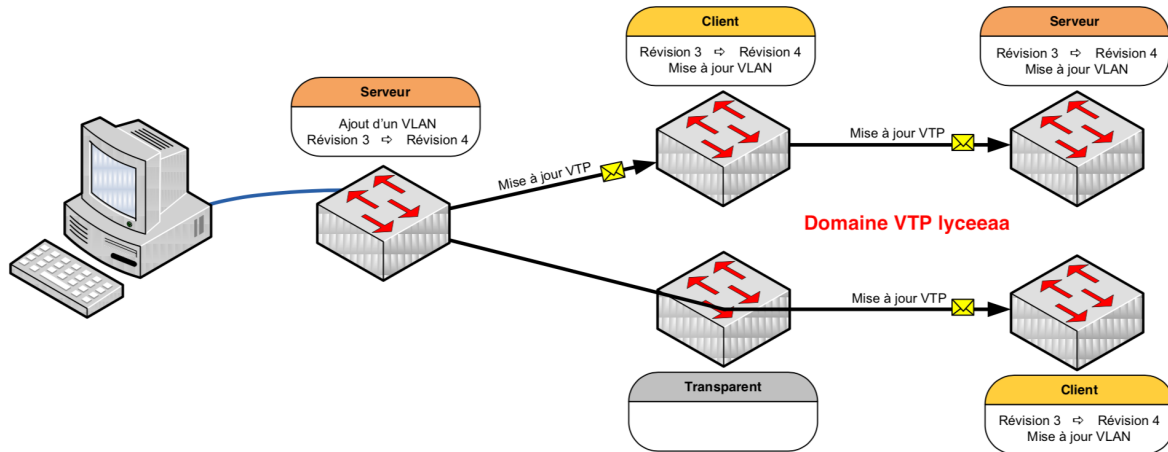 Client
Révision 3 ⇨ Révision 4
Mise à jour VLAN
Serveur
Révision 3 ⇨ Révision 4
Mise à jour VLAN
Serveur
Ajout d'un VLAN
Révision 3 ⇨ Révision 4
Mise à jour VTP
Mise à jour VTP
Domaine VTP lyceeaa
Mise à jour VTP
Transparent
Client
Révision 3 ⇨ Révision 4
Mise à jour VLAN